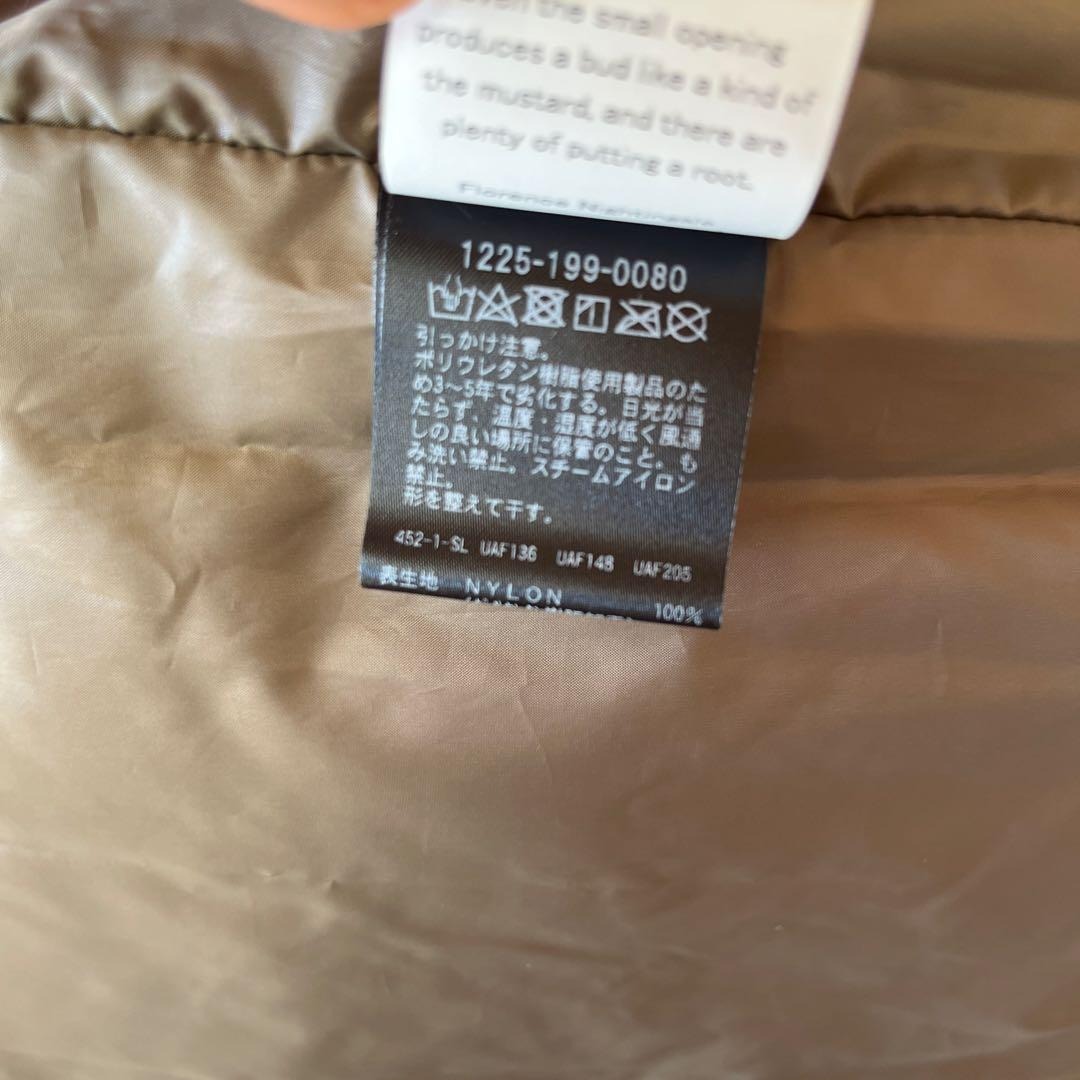 the small opening
produces a bud like a kind of
the mustard, and there are
plenty of putting a root.
Florence
1225-199-0080
引っかけ注意。
ポリウレタン樹脂使用製品のた
め3〜5年で劣化する。日光が当
たらず、温度・湿度が低く風通
しの良い場所に保管のこと。も
み洗い禁止。スチームアイロン
禁止。
形を整えて干す。
452-1-SL UAF136 UAF148 UAF205
表生地 NYLON 100%